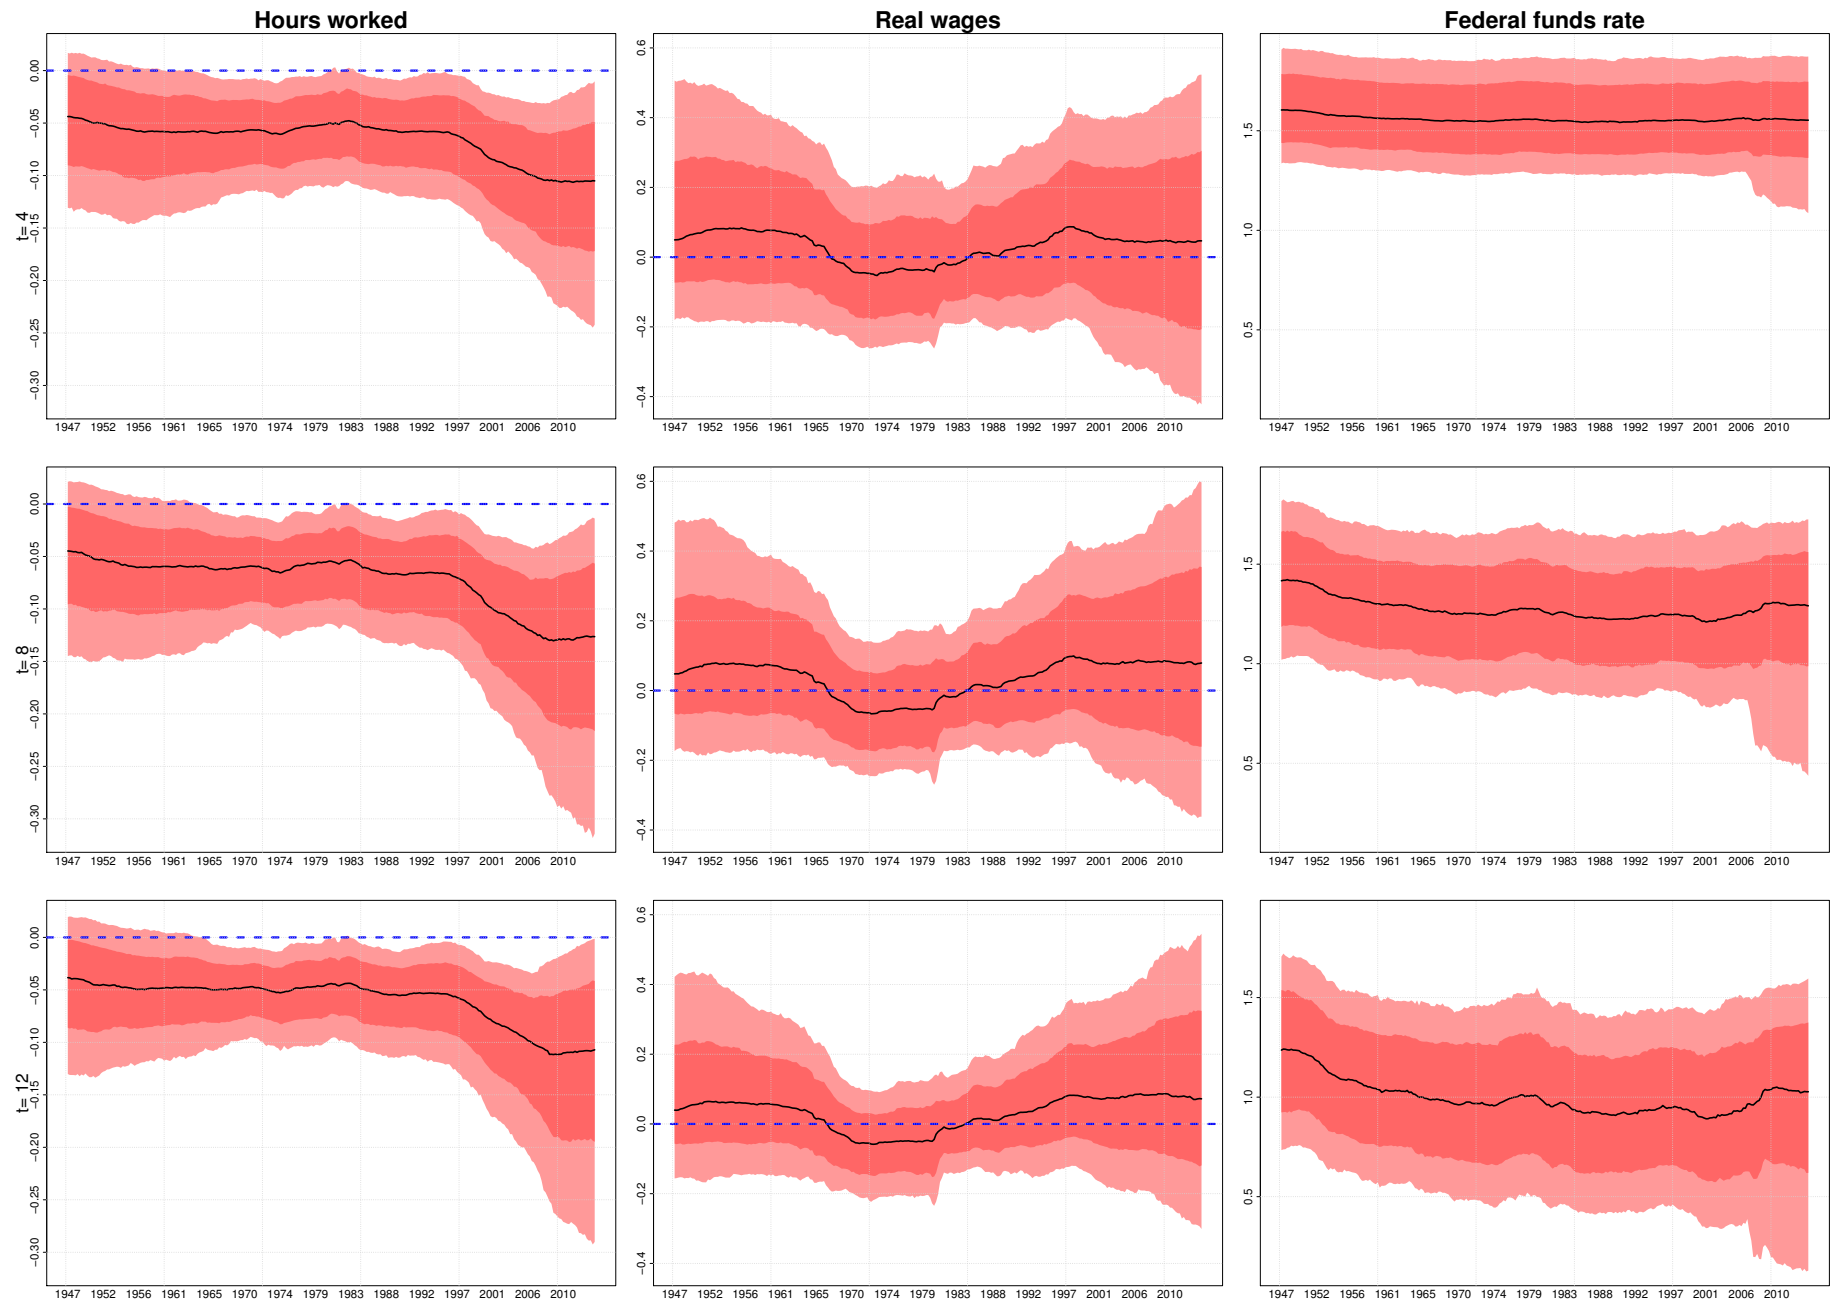 Hours worked Real wages Federal funds rate
t= 4
0.00 −0.05 −0.10 −0.15 −0.20 −0.25 −0.30
0.6 0.4 0.2 0.0 −0.2 −0.4
1.5 1.0 0.5
1947 1952 1956 1961 1965 1970 1974 1979 1983 1988 1992 1997 2001 2006 2010 1947 1952 1956 1961 1965 1970 1974 1979 1983 1988 1992 1997 2001 2006 2010 1947 1952 1956 1961 1965 1970 1974 1979 1983 1988 1992 1997 2001 2006 2010
t= 8
0.00 −0.05 −0.10 −0.15 −0.20 −0.25 −0.30
0.6 0.4 0.2 0.0 −0.2 −0.4
1.5 1.0 0.5
1947 1952 1956 1961 1965 1970 1974 1979 1983 1988 1992 1997 2001 2006 2010 1947 1952 1956 1961 1965 1970 1974 1979 1983 1988 1992 1997 2001 2006 2010 1947 1952 1956 1961 1965 1970 1974 1979 1983 1988 1992 1997 2001 2006 2010
t= 12
0.00 −0.05 −0.10 −0.15 −0.20 −0.25 −0.30
0.6 0.4 0.2 0.0 −0.2 −0.4
1.5 1.0 0.5
1947 1952 1956 1961 1965 1970 1974 1979 1983 1988 1992 1997 2001 2006 2010 1947 1952 1956 1961 1965 1970 1974 1979 1983 1988 1992 1997 2001 2006 2010 1947 1952 1956 1961 1965 1970 1974 1979 1983 1988 1992 1997 2001 2006 2010